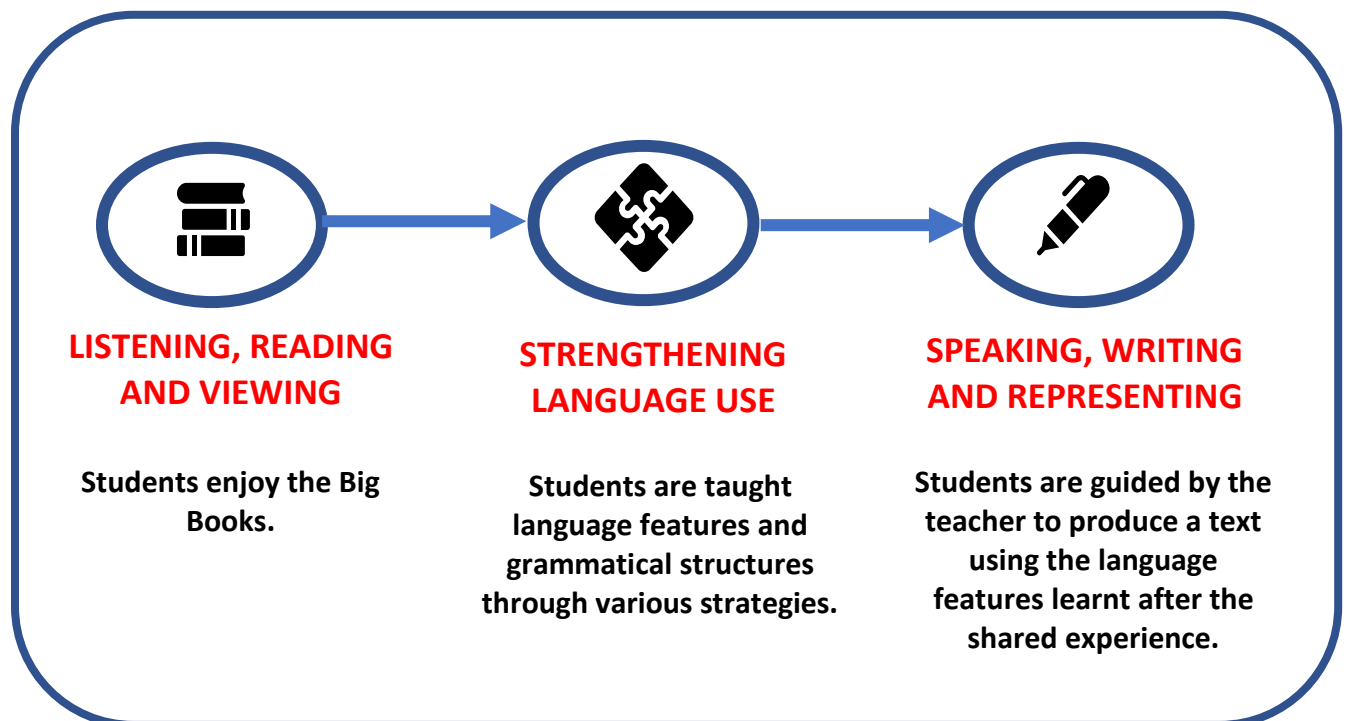 LISTENING, READING
AND VIEWING
Students enjoy the Big
Books.
STRENGTHENING
LANGUAGE USE
Students are taught
language features and
grammatical structures
through various strategies.
SPEAKING, WRITING
AND REPRESENTING
Students are guided by the
teacher to produce a text
using the language
features learnt after the
shared experience.